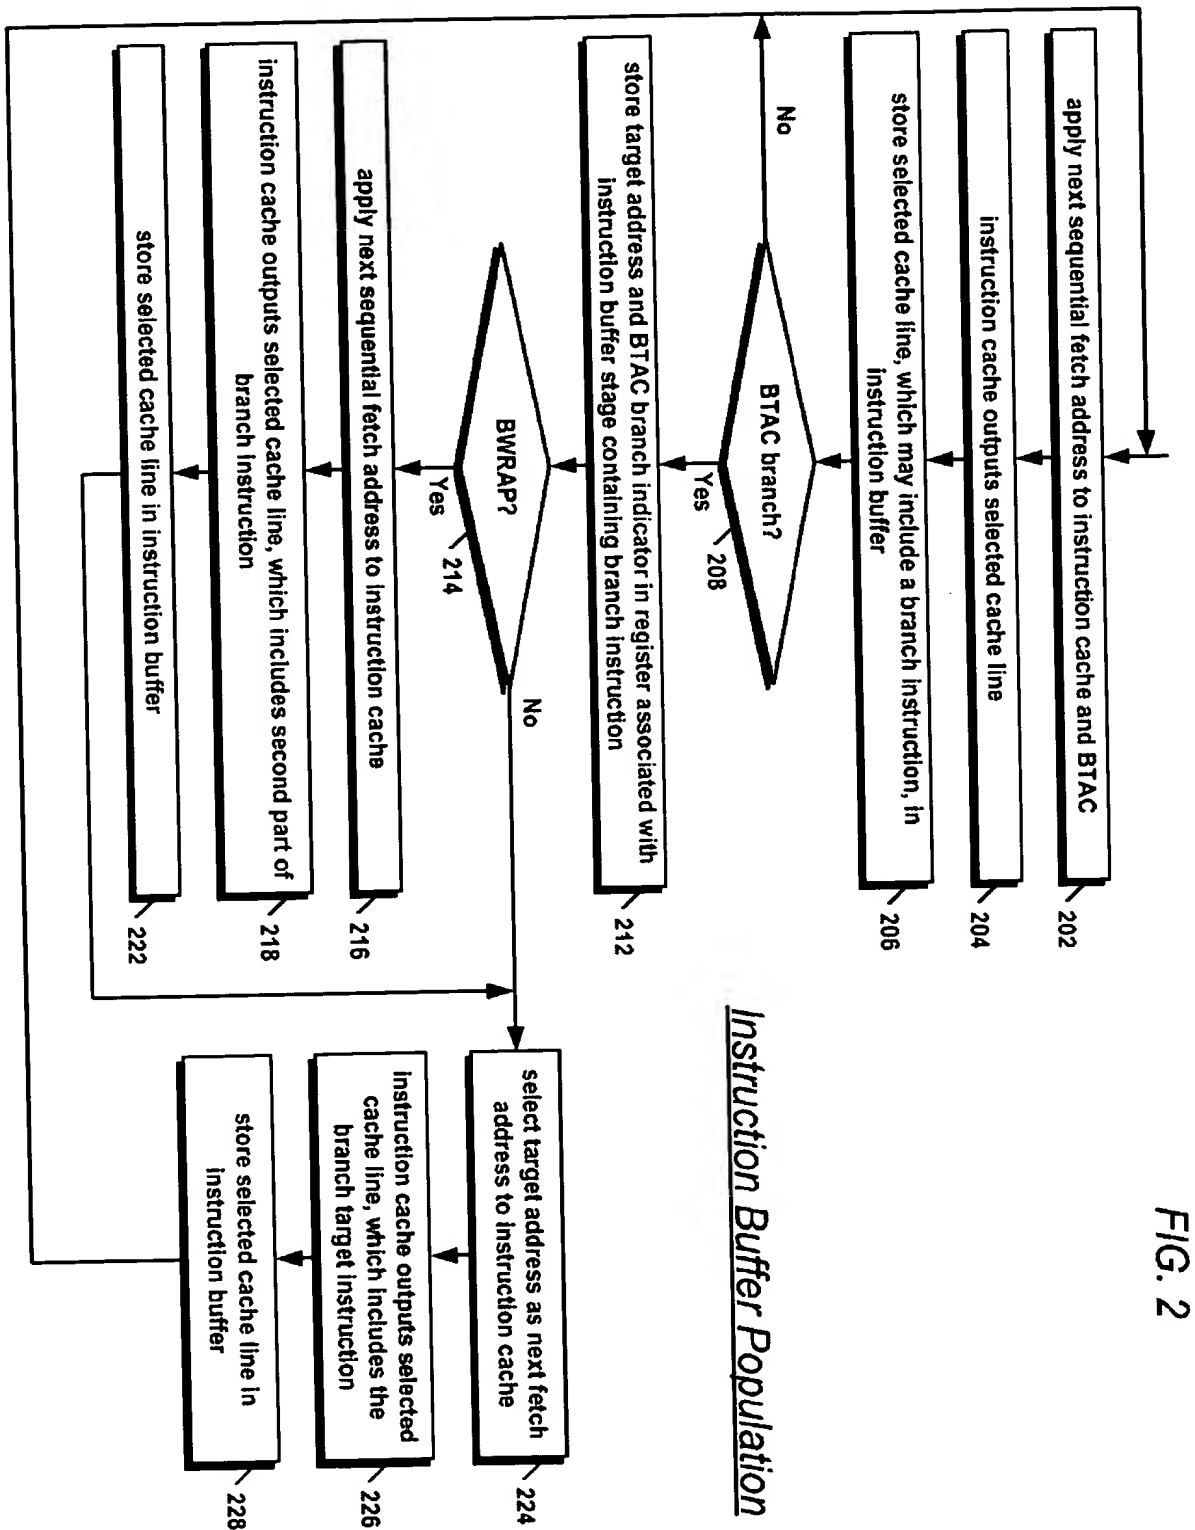 FIG. 2
Instruction Buffer Population
apply next sequential fetch address to instruction cache and BTAC
202
instruction cache outputs selected cache line
204
store selected cache line, which may include a branch instruction, in
instruction buffer
206
BTAC branch?
208
No
Yes
store target address and BTAC branch indicator in register associated with
instruction buffer stage containing branch instruction
212
BWRAP?
214
No
Yes
apply next sequential fetch address to instruction cache
216
instruction cache outputs selected cache line, which includes second part of
branch instruction
218
store selected cache line in instruction buffer
222
select target address as next fetch
address to instruction cache
224
instruction cache outputs selected
cache line, which includes the
branch target instruction
226
store selected cache line in
instruction buffer
228